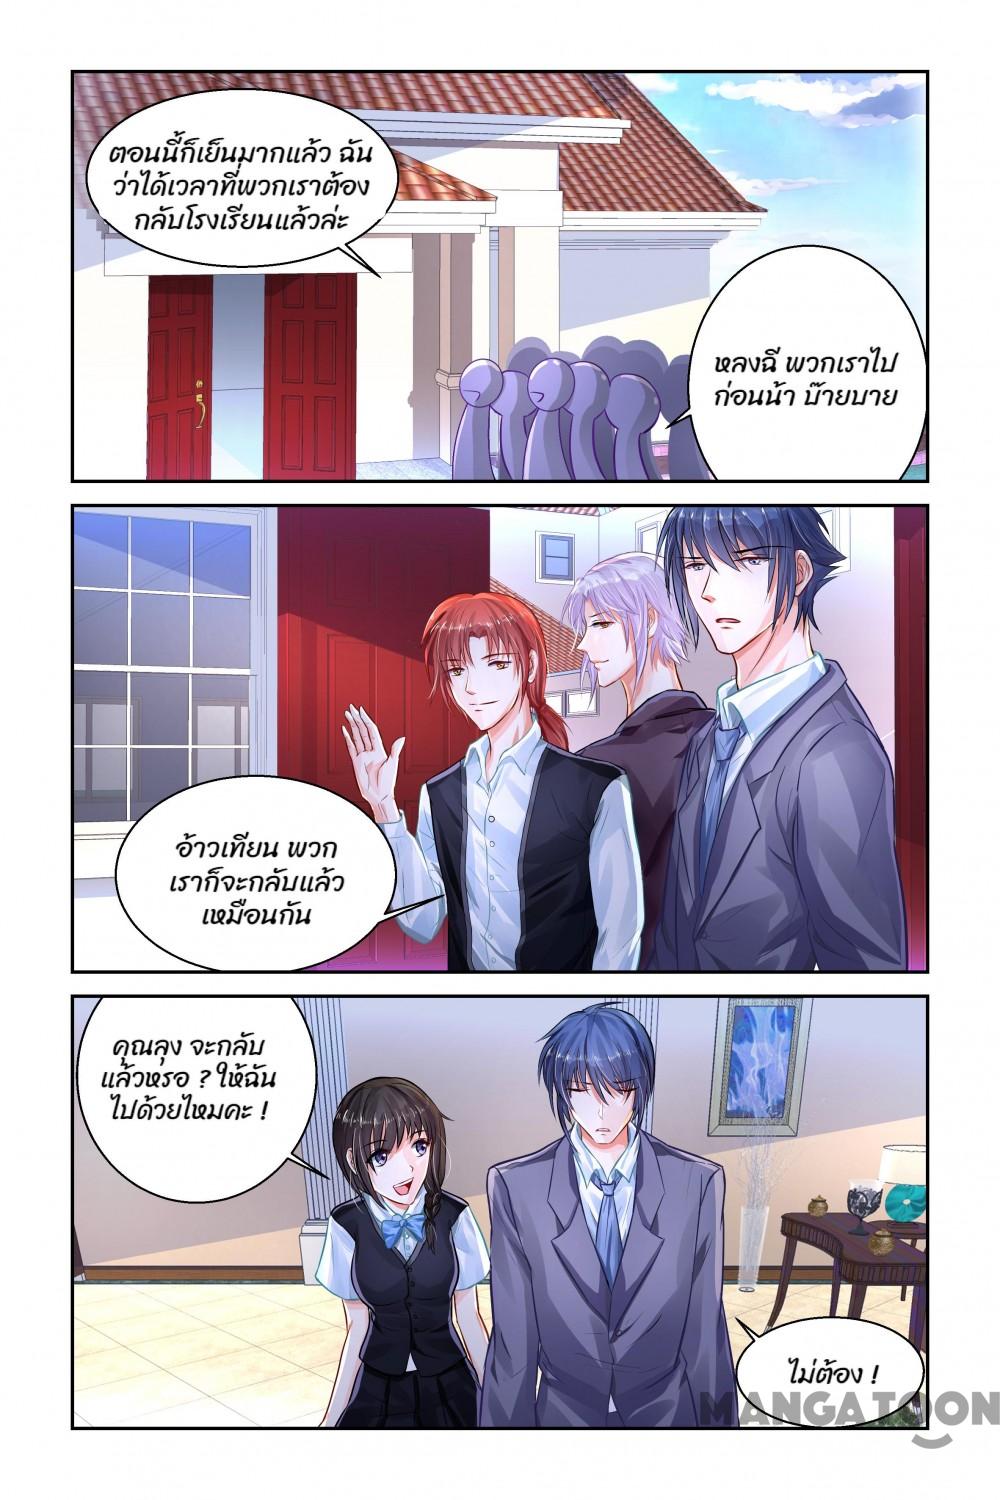 ตอนนี้ก็เย็นมากแล้ว ฉัน
ว่าได้เวลาที่พวกเราต้อง
กลับโรงเรียนแล้วล่ะ
หลงฉี พวกเราไป
ก่อนน้า บ๊ายบาย
อ้าวเทียน พวก
เราก็จะกลับแล้ว
เหมือนกัน
คุณลุง จะกลับ
แล้วหรอ ? ให้ฉัน
ไปด้วยไหมคะ !
ไม่ต้อง !
MANGATOON